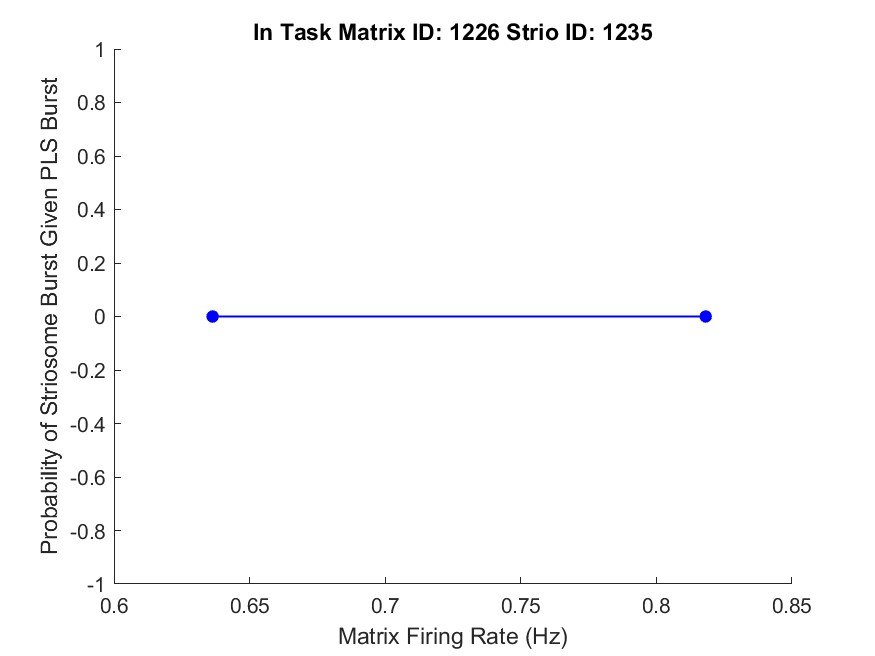 In Task Matrix ID: 1226 Strio ID: 1235
Probability of Striosome Burst Given PLS Burst
1
0.8
0.6
0.4
0.2
0
-0.2
-0.4
-0.6
-0.8
-1
0.6 0.65 0.7 0.75 0.8 0.85
Matrix Firing Rate (Hz)